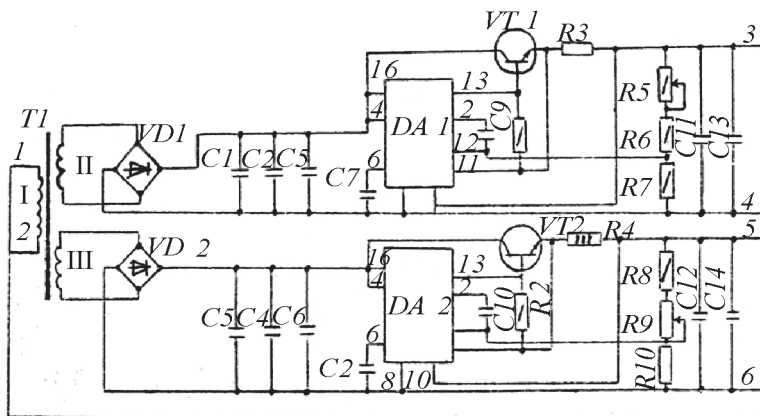 VT 1
R3
3
16
13
R5
T1
4
2
C9
1
VD1
DA 1
R6
C11
C13
II
12
C1
C2
C5
6
11
I
C7
R7
2
4
VT2
R4
5
III
VD 2
16
13
R8
4
2
C10
R2
C12
C14
C5
C4
C6
DA 2
R9
6
C2
8
10
R10
6